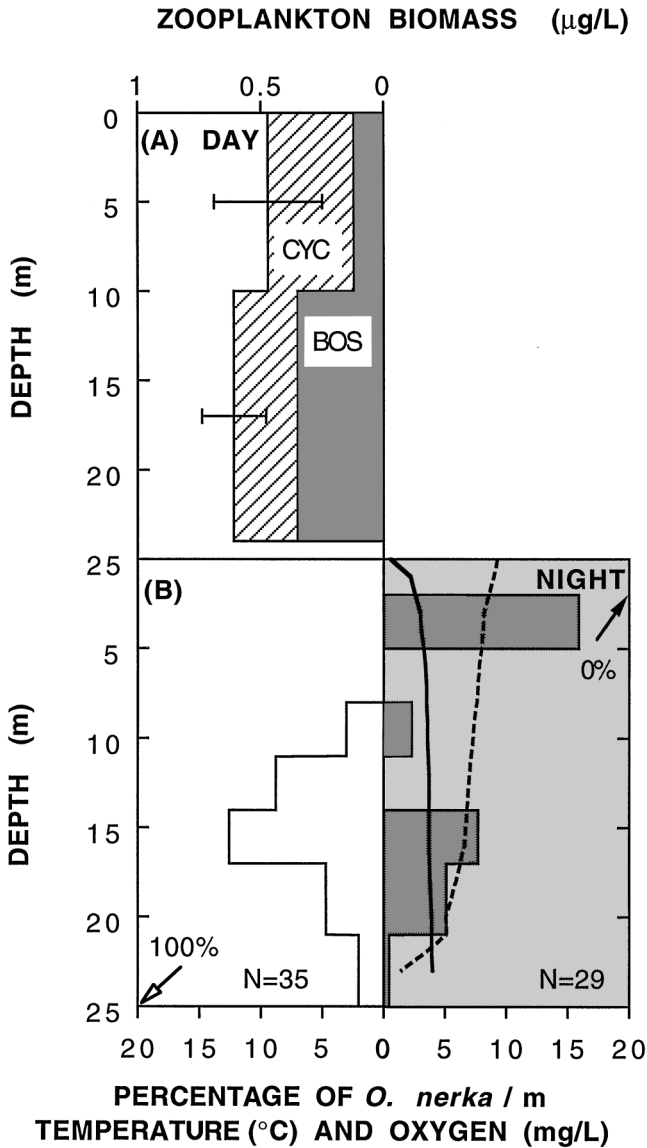 ZOOPLANKTON BIOMASS (µg/L)
1 0.5 0
0
(A) DAY
5
CYC
10
BOS
DEPTH (m)
15
20
25
(B) NIGHT
0%
5
10
DEPTH (m)
15
20
100%
N=35 N=29
25
20 15 10 5 0 5 10 15 20
PERCENTAGE OF O. nerka / m
TEMPERATURE (°C) AND OXYGEN (mg/L)